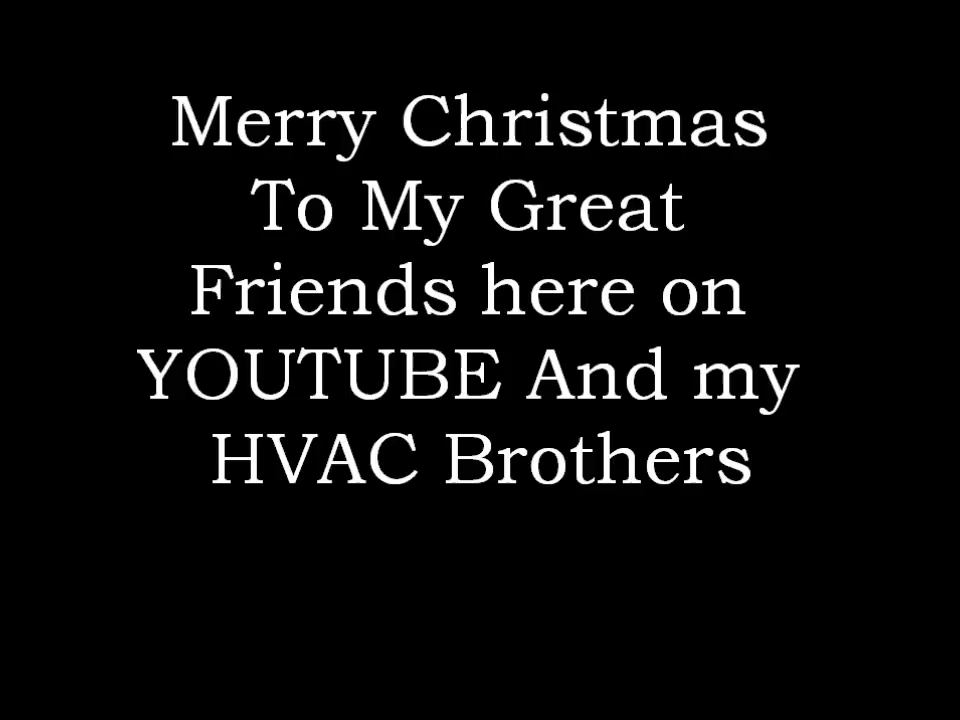 Merry Christmas
To My Great
Friends here on
YOUTUBE And my
HVAC Brothers